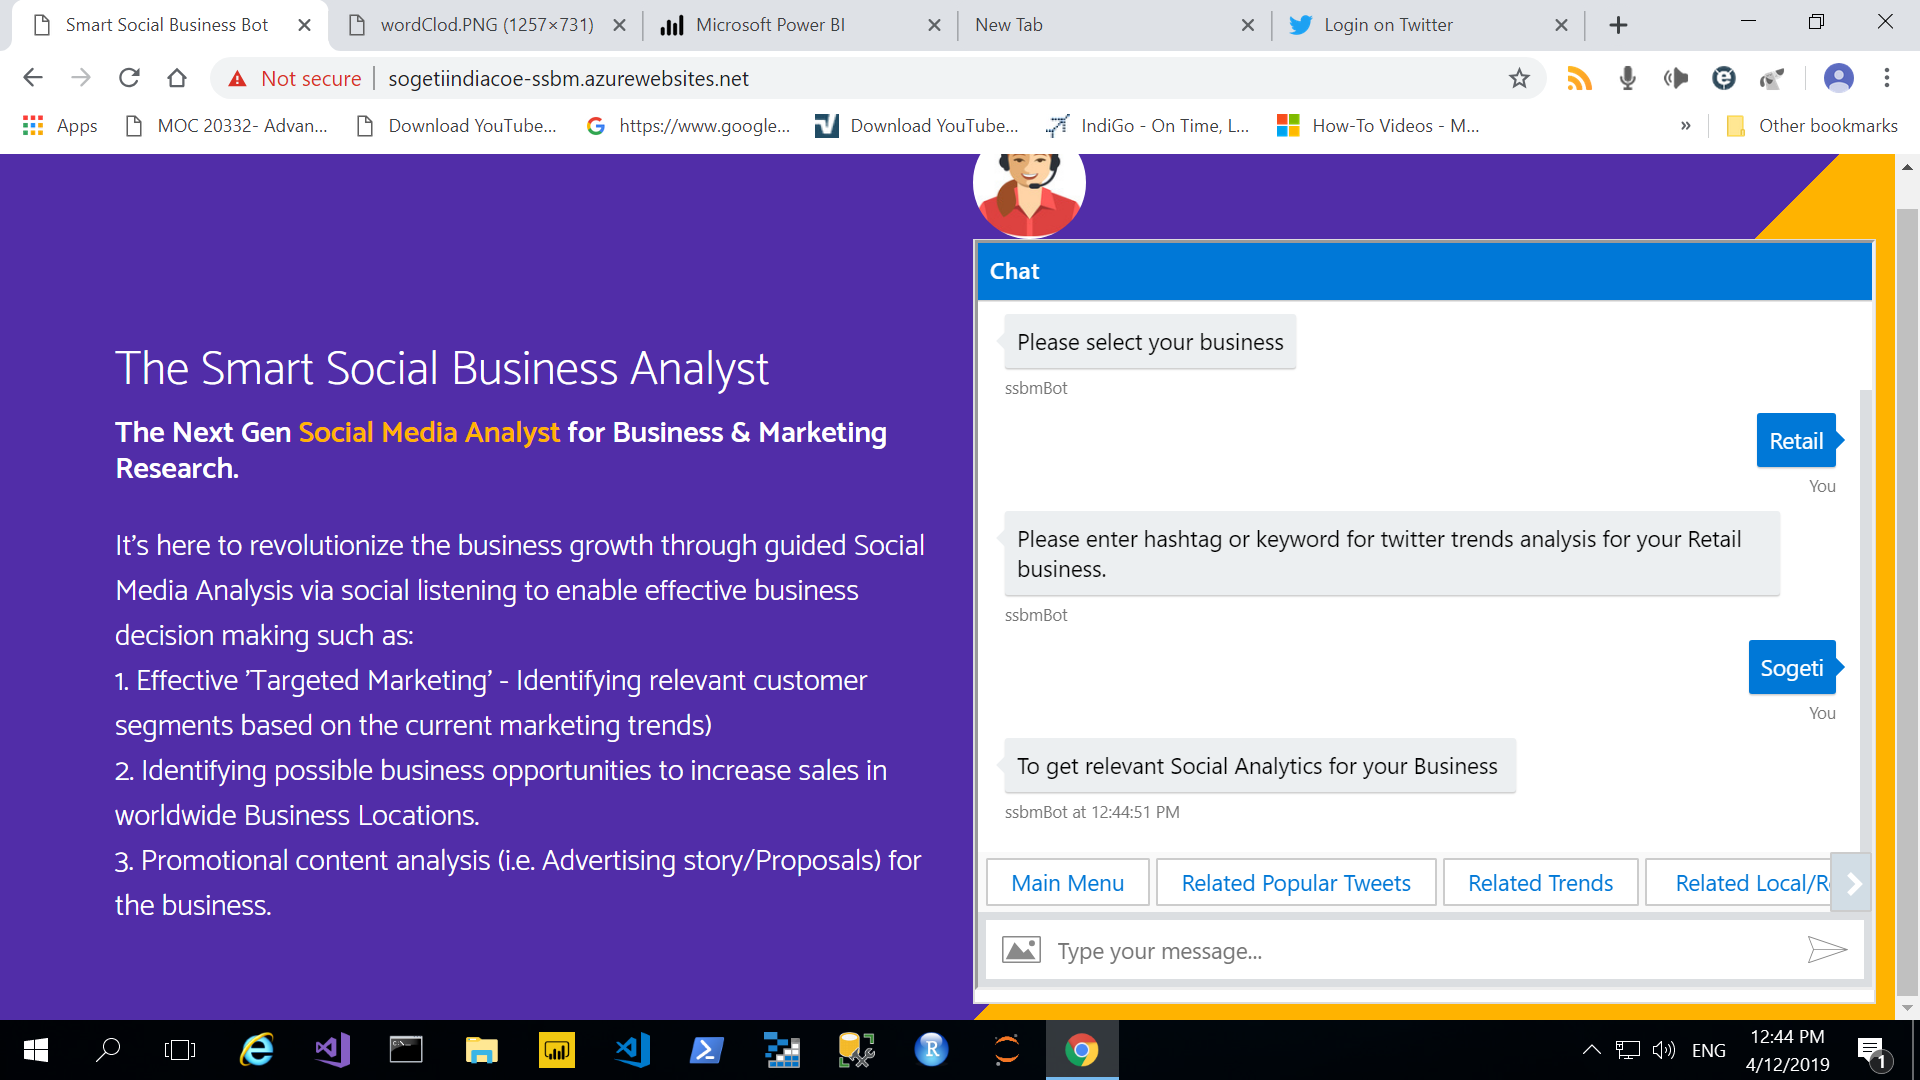 Smart Social Business Bot
wordClod.PNG (1257×731)
Microsoft Power BI
New Tab
Login on Twitter
Not secure
sogetiindiacoe-ssbm.azurewebsites.net
Apps
MOC 20332- Advan...
Download YouTube...
https://www.google...
Download YouTube...
IndiGo - On Time, L...
How-To Videos - M...
»
Other bookmarks
The Smart Social Business Analyst
The Next Gen Social Media Analyst for Business & Marketing
Research.
It's here to revolutionize the business growth through guided Social
Media Analysis via social listening to enable effective business
decision making such as:
1. Effective 'Targeted Marketing' - Identifying relevant customer
segments based on the current marketing trends)
2. Identifying possible business opportunities to increase sales in
worldwide Business Locations.
3. Promotional content analysis (i.e. Advertising story/Proposals) for
the business.
Chat
Please select your business
ssbmBot
Retail
You
Please enter hashtag or keyword for twitter trends analysis for your Retail
business.
ssbmBot
Sogeti
You
To get relevant Social Analytics for your Business
ssbmBot at 12:44:51 PM
Main Menu
Related Popular Tweets
Related Trends
Related Local/R
Type your message...
ENG
12:44 PM
4/12/2019
1